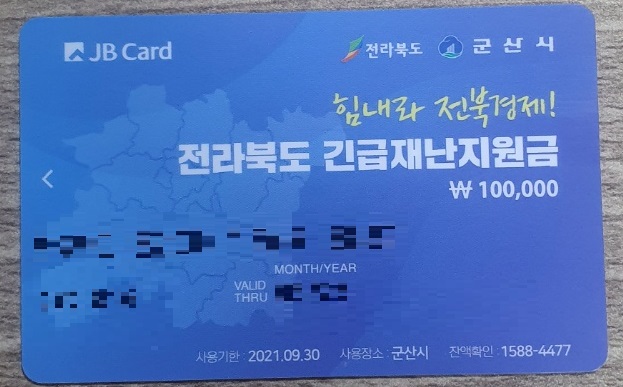 JB Card 전라북도 군산시
힘내라 전북경제!
전라북도 긴급재난지원금
₩ 100,000
MONTH/YEAR
VALID
THRU
사용기한 : 2021.09.30 사용장소 : 군산시 잔액확인 : 1588-4477